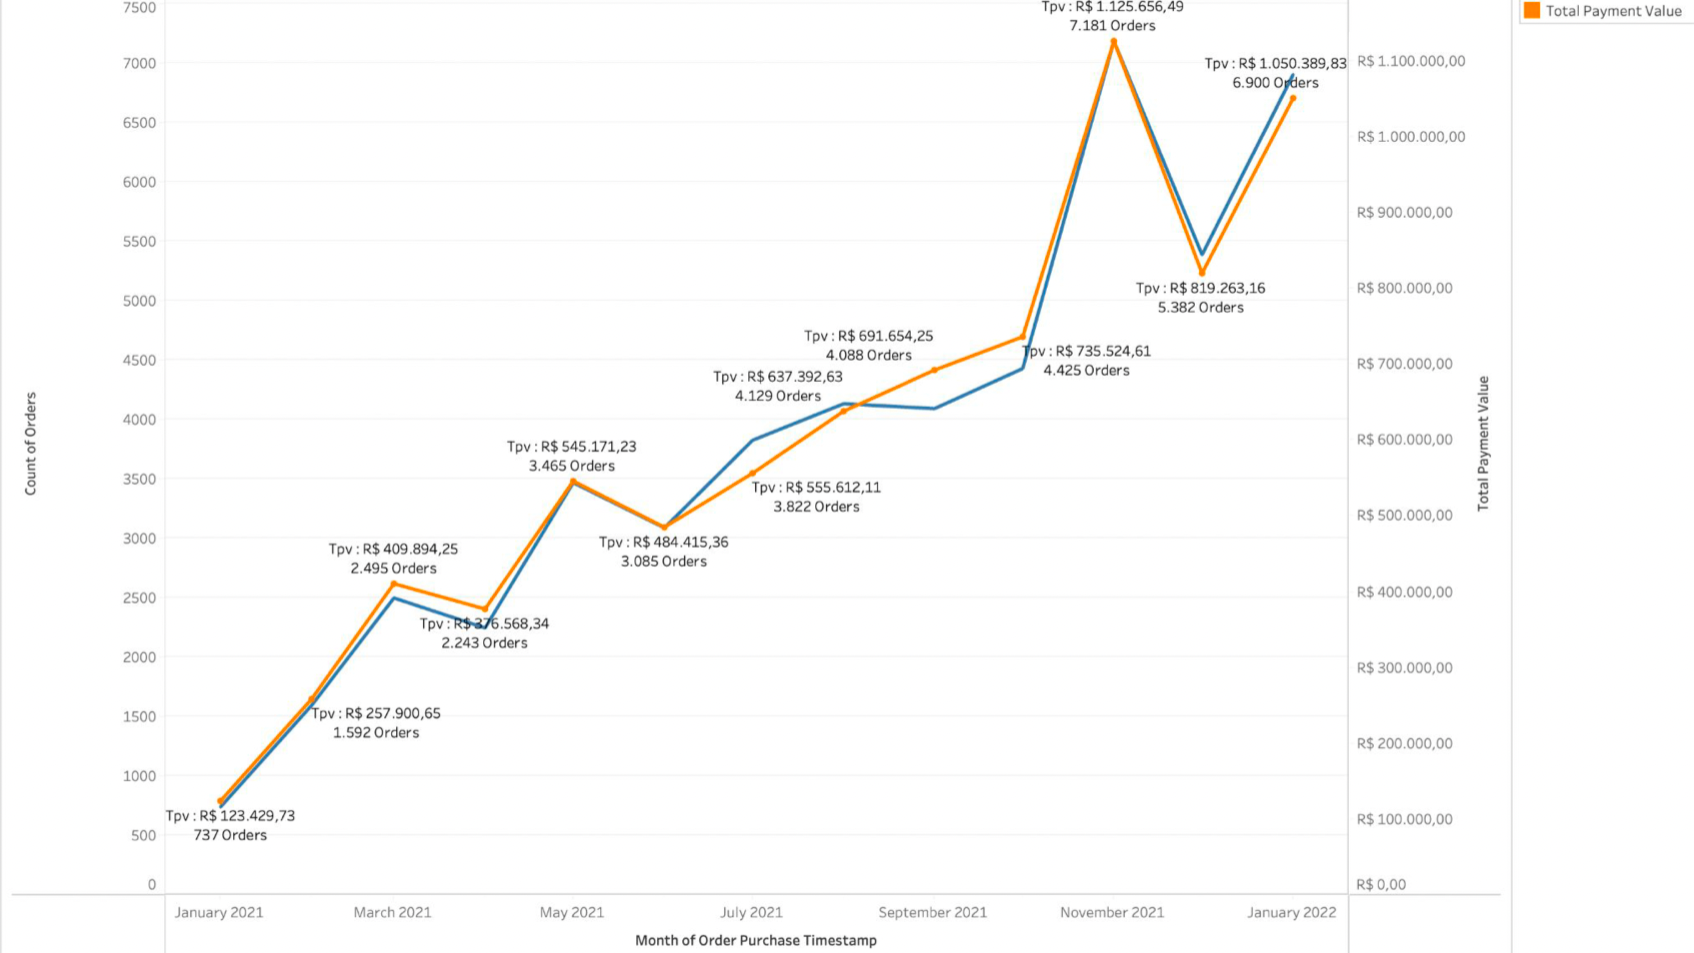 Total Payment Value
7500
7000
6500
6000
5500
5000
4500
4000
3500
3000
2500
2000
1500
1000
500
0
Count of Orders
Tpv : R$ 123.429,73
737 Orders
Tpv : R$ 257.900,65
1.592 Orders
Tpv : R$ 409.894,25
2.495 Orders
Tpv : R$ 376.568,34
2.243 Orders
Tpv : R$ 545.171,23
3.465 Orders
Tpv : R$ 484.415,36
3.085 Orders
Tpv : R$ 555.612,11
3.822 Orders
Tpv : R$ 637.392,63
4.129 Orders
Tpv : R$ 691.654,25
4.088 Orders
Tpv : R$ 735.524,61
4.425 Orders
Tpv : R$ 1.125.656,49
7.181 Orders
Tpv : R$ 819.263,16
5.382 Orders
Tpv : R$ 1.050.389,83
6.900 Orders
R$ 1.100.000,00
R$ 1.000.000,00
R$ 900.000,00
R$ 800.000,00
R$ 700.000,00
R$ 600.000,00
R$ 500.000,00
R$ 400.000,00
R$ 300.000,00
R$ 200.000,00
R$ 100.000,00
R$ 0,00
Total Payment Value
January 2021
March 2021
May 2021
July 2021
September 2021
November 2021
January 2022
Month of Order Purchase Timestamp